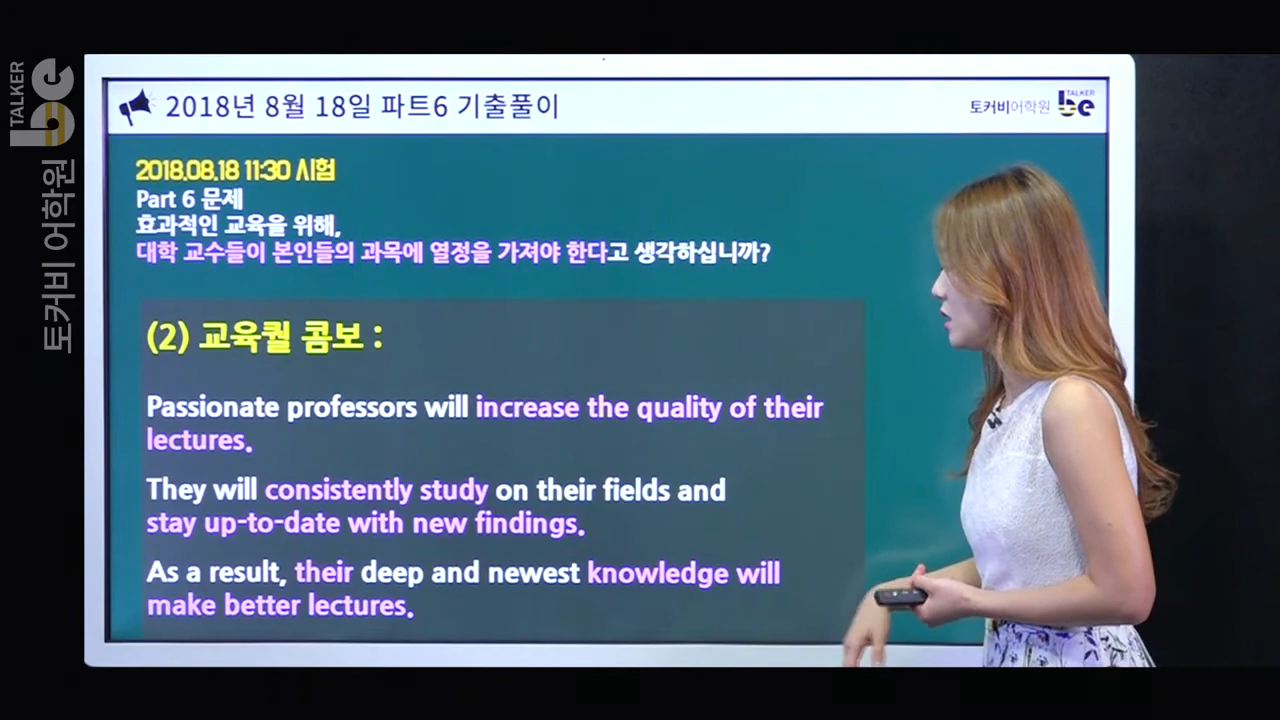 TALKER
be
토커비 어학원
2018년 8월 18일 파트6 기출풀이
토커비어학원
TALKER
be
2018.08.18 11:30 시험
Part 6 문제
효과적인 교육을 위해,
대학 교수들이 본인들의 과목에 열정을 가져야 한다고 생각하십니까?
(2) 교육퀄 콤보 :
Passionate professors will increase the quality of their
lectures.
They will consistently study on their fields and
stay up-to-date with new findings.
As a result, their deep and newest knowledge will
make better lectures.